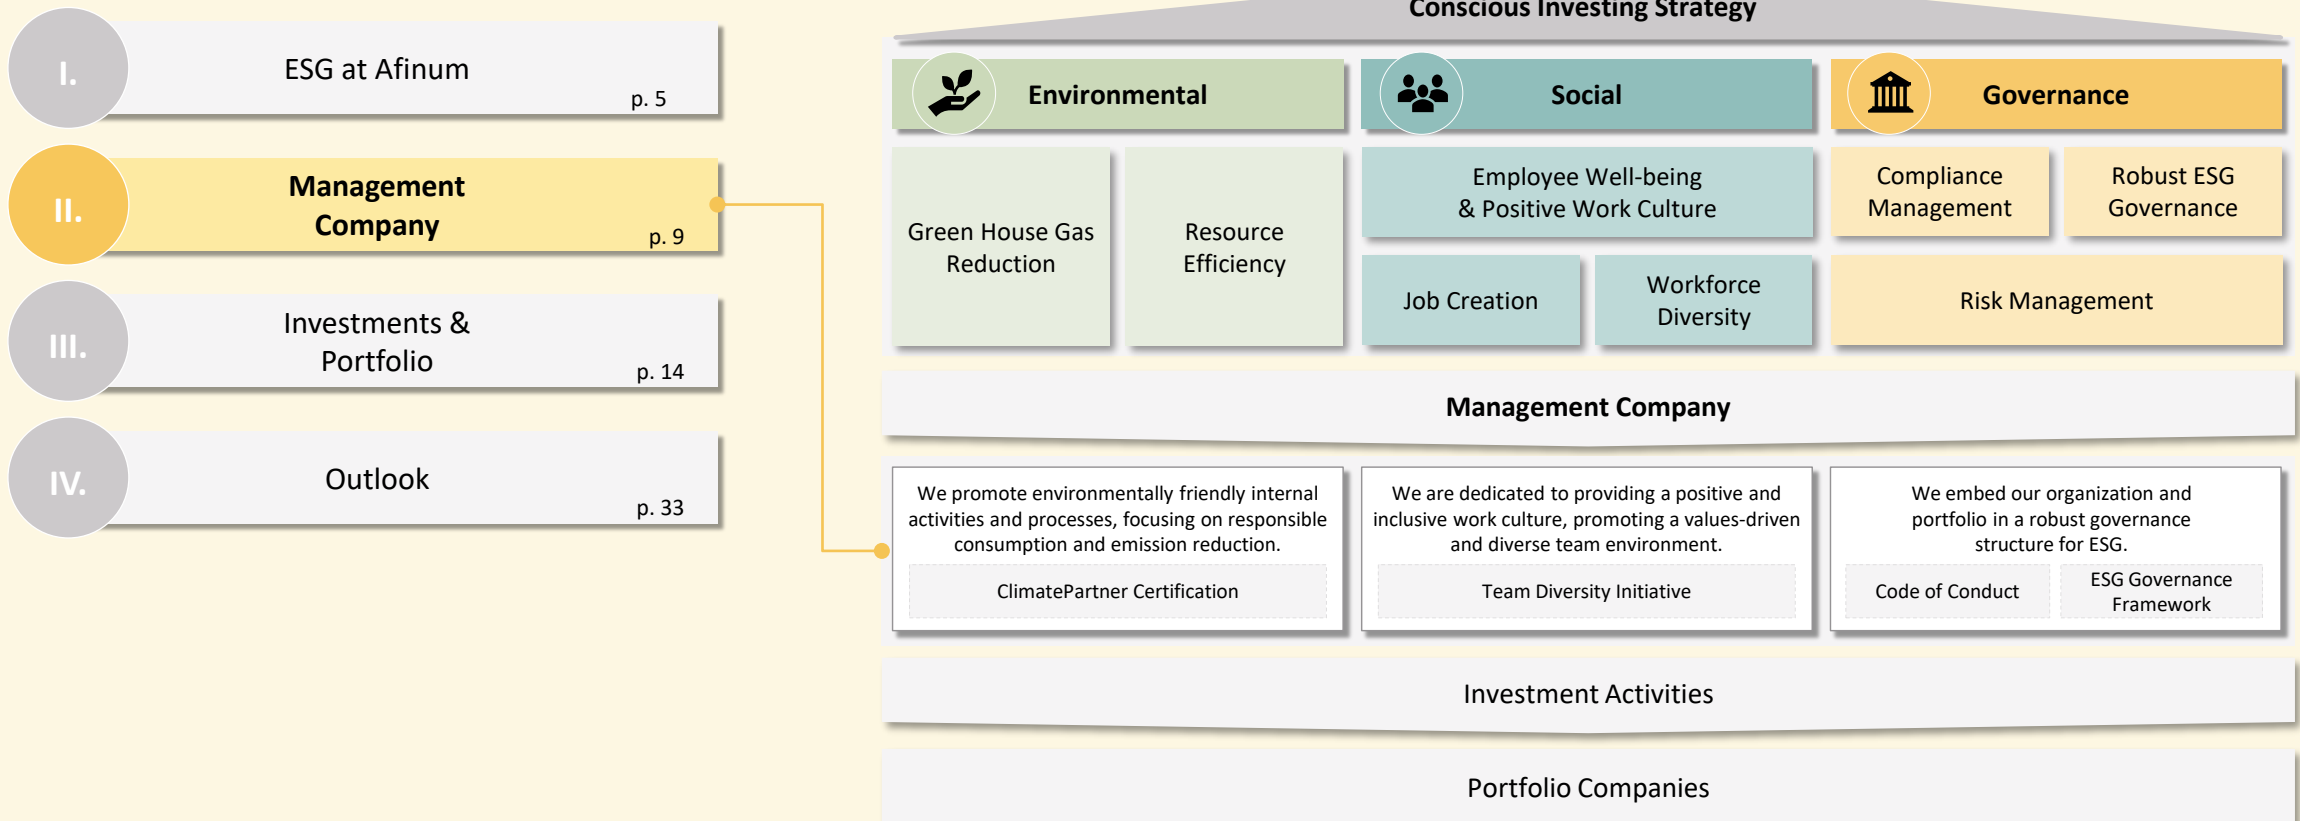 I.
ESG at Afinum
p. 5
II.
Management
Company
p. 9
III.
Investments &
Portfolio
p. 14
IV.
Outlook
p. 33
Conscious Investing Strategy
Environmental
Social
Governance
Green House Gas
Reduction
Resource
Efficiency
Employee Well-being
& Positive Work Culture
Job Creation
Workforce
Diversity
Compliance
Management
Robust ESG
Governance
Risk Management
Management Company
We promote environmentally friendly internal
activities and processes, focusing on responsible
consumption and emission reduction.
ClimatePartner Certification
We are dedicated to providing a positive and
inclusive work culture, promoting a values-driven
and diverse team environment.
Team Diversity Initiative
We embed our organization and
portfolio in a robust governance
structure for ESG.
Code of Conduct
ESG Governance
Framework
Investment Activities
Portfolio Companies